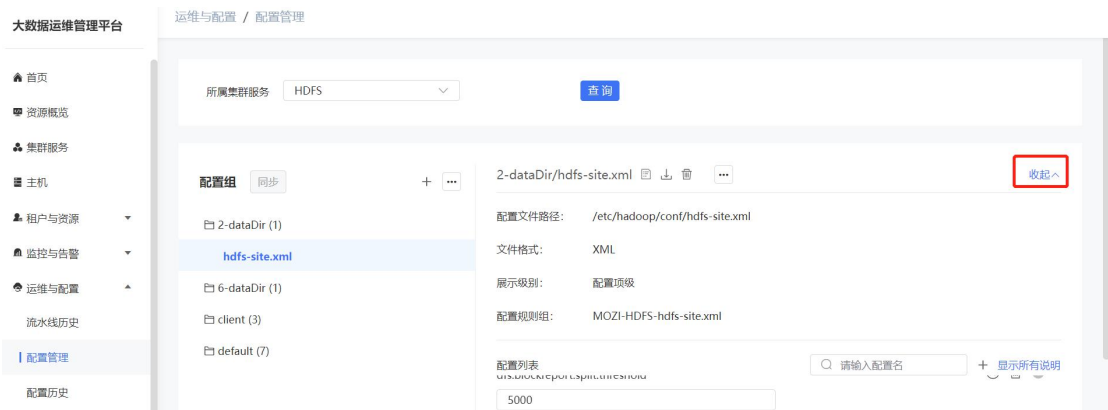 大数据运维管理平台
运维与配置 / 配置管理
首页
资源概览
集群服务
主机
租户与资源
监控与告警
运维与配置
流水线历史
配置管理
配置历史
所属集群服务 HDFS 查 询
配置组 同步
2-dataDir (1)
hdfs-site.xml
6-dataDir (1)
client (3)
default (7)
2-dataDir/hdfs-site.xml 收起
配置文件路径： /etc/hadoop/conf/hdfs-site.xml
文件格式： XML
展示级别： 配置项级
配置规则组： MOZI-HDFS-hdfs-site.xml
配置列表 请输入配置名 显示所有说明
dfs.blockreport.split.threshold
5000